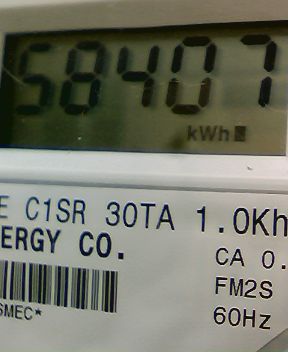 58407
kWh
E C1SR 30TA 1.0Kh
ERGY CO.
CA 0.
FM2S
SMEC*
60Hz